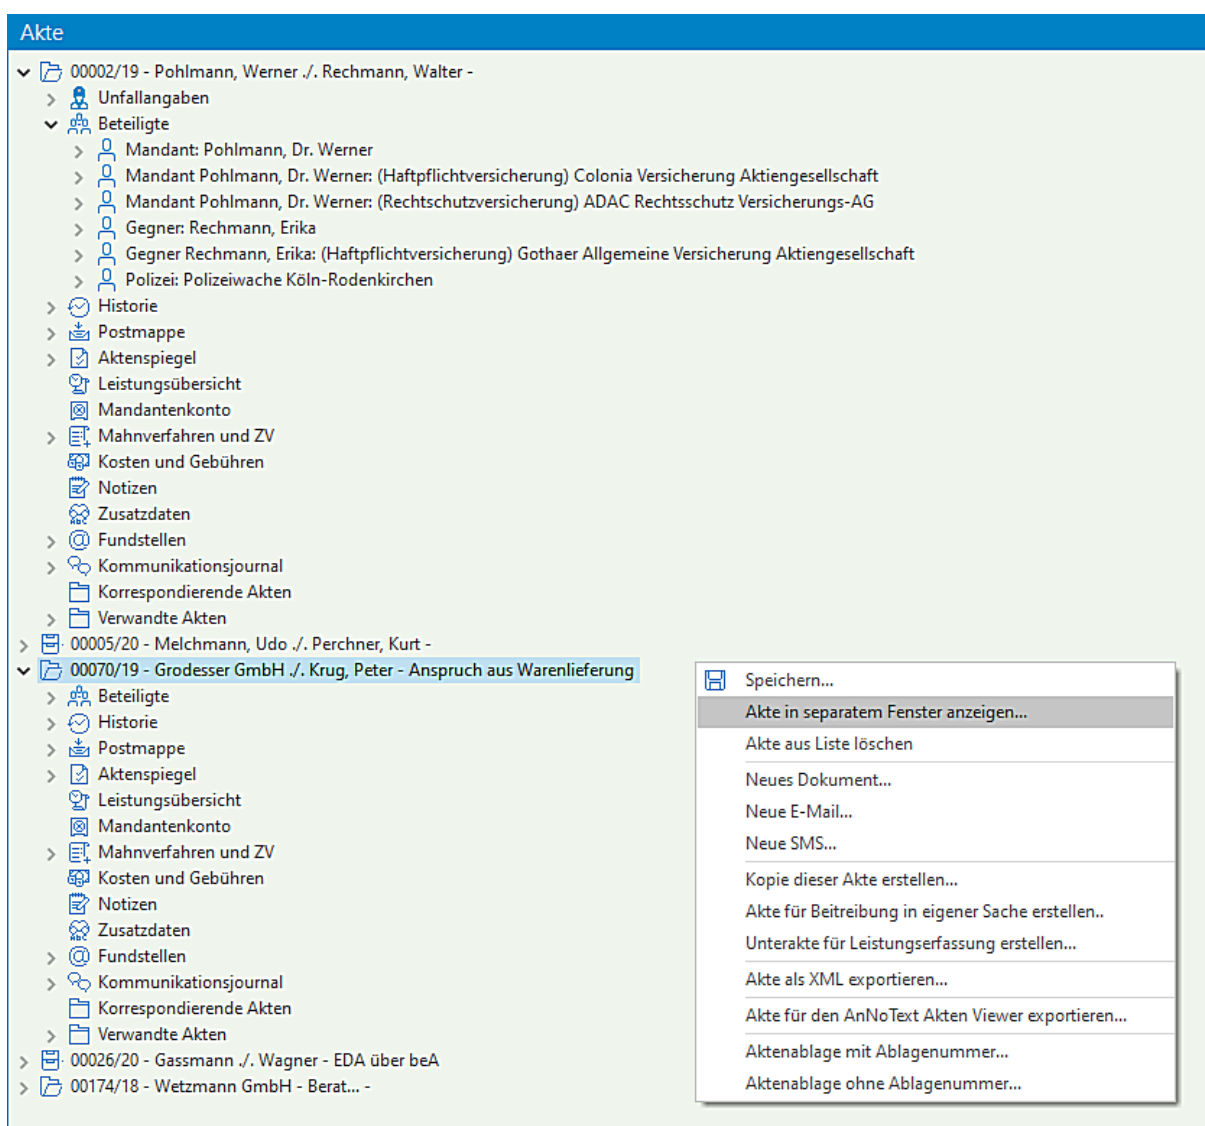 Akte
00002/19 - Pohlmann, Werner ./. Rechmann, Walter -
Unfallangaben
Beteiligte
Mandant: Pohlmann, Dr. Werner
Mandant Pohlmann, Dr. Werner: (Haftpflichtversicherung) Colonia Versicherung Aktiengesellschaft
Mandant Pohlmann, Dr. Werner: (Rechtschutzversicherung) ADAC Rechtsschutz Versicherungs-AG
Gegner: Rechmann, Erika
Gegner Rechmann, Erika: (Haftpflichtversicherung) Gothaer Allgemeine Versicherung Aktiengesellschaft
Polizei: Polizeiwache Köln-Rodenkirchen
Historie
Postmappe
Aktenspiegel
Leistungsübersicht
Mandantenkonto
Mahnverfahren und ZV
Kosten und Gebühren
Notizen
Zusatzdaten
Fundstellen
Kommunikationsjournal
Korrespondierende Akten
Verwandte Akten
00005/20 - Melchmann, Udo ./. Perchner, Kurt -
00070/19 - Grodesser GmbH ./. Krug, Peter - Anspruch aus Warenlieferung
Beteiligte
Historie
Postmappe
Aktenspiegel
Leistungsübersicht
Mandantenkonto
Mahnverfahren und ZV
Kosten und Gebühren
Notizen
Zusatzdaten
Fundstellen
Kommunikationsjournal
Korrespondierende Akten
Verwandte Akten
00026/20 - Gassmann ./. Wagner - EDA über beA
00174/18 - Wetzmann GmbH - Berat... -
Speichern...
Akte in separatem Fenster anzeigen...
Akte aus Liste löschen
Neues Dokument...
Neue E-Mail...
Neue SMS...
Kopie dieser Akte erstellen...
Akte für Beitreibung in eigener Sache erstellen..
Unterakte für Leistungserfassung erstellen...
Akte als XML exportieren...
Akte für den AnNoText Akten Viewer exportieren...
Aktenablage mit Ablagenummer...
Aktenablage ohne Ablagenummer...